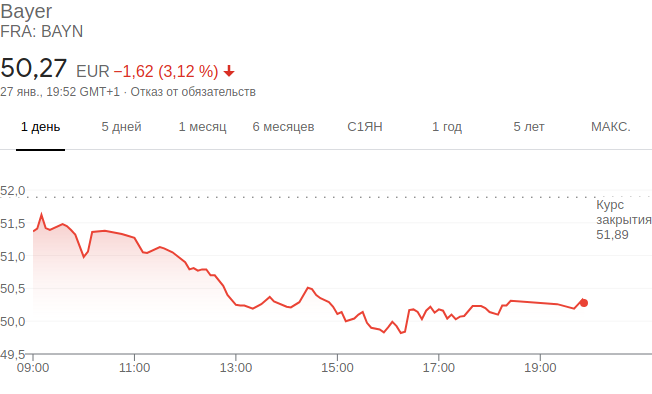 Bayer
FRA: BAYN
50,27 EUR −1,62 (3,12 %)
27 янв., 19:52 GMT+1 · Отказ от обязательств
1 день 5 дней 1 месяц 6 месяцев С1ЯН 1 год 5 лет МАКС.
52,0
Курс
закрытия
51,89
51,5
51,0
50,5
50,0
49,5
09:00 11:00 13:00 15:00 17:00 19:00